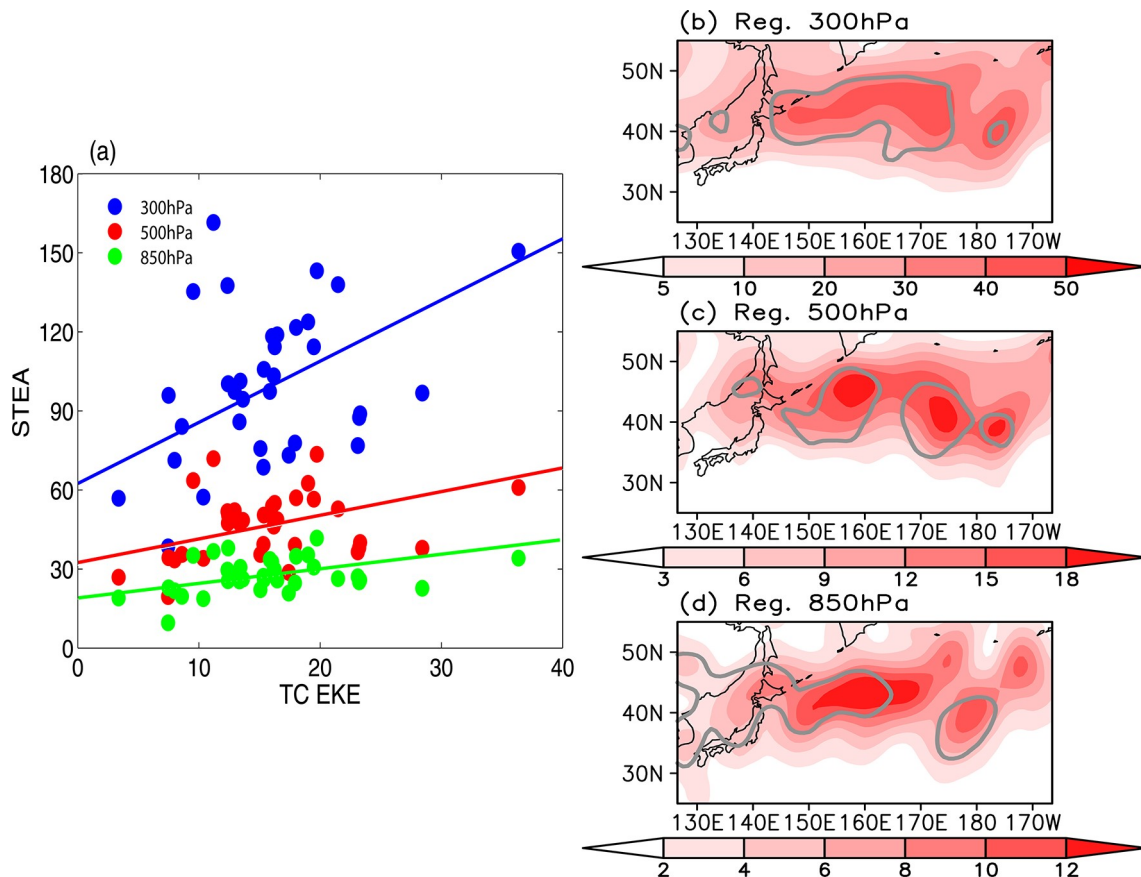 (a)
180
150
120
90
60
30
0
STEA
300hPa
500hPa
850hPa
0 10 20 30 40
TC EKE
(b) Reg. 300hPa
50N
40N
30N
130E 140E 150E 160E 170E 180 170W
5 10 20 30 40 50
(c) Reg. 500hPa
50N
40N
30N
130E 140E 150E 160E 170E 180 170W
3 6 9 12 15 18
(d) Reg. 850hPa
50N
40N
30N
130E 140E 150E 160E 170E 180 170W
2 4 6 8 10 12